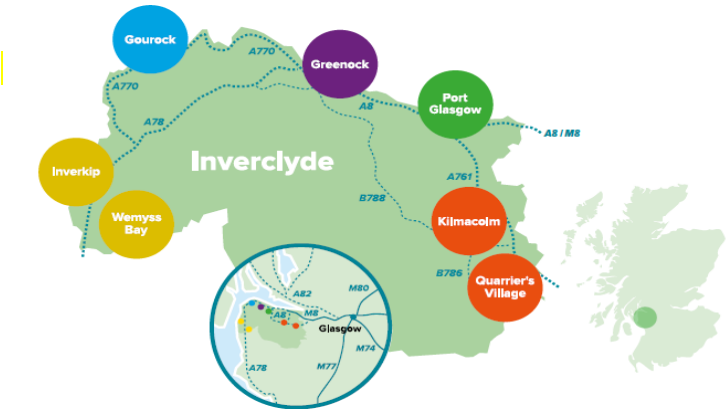 Gourock
A770
Greenock
A770
A8
Port
Glasgow
A8 / M8
A78
Inverclyde
Inverkip
A761
B788
Kilmacolm
Wemyss
Bay
B786
Quarrier's
Village
A82
M80
A8
M8
Glasgow
M74
M77
A78